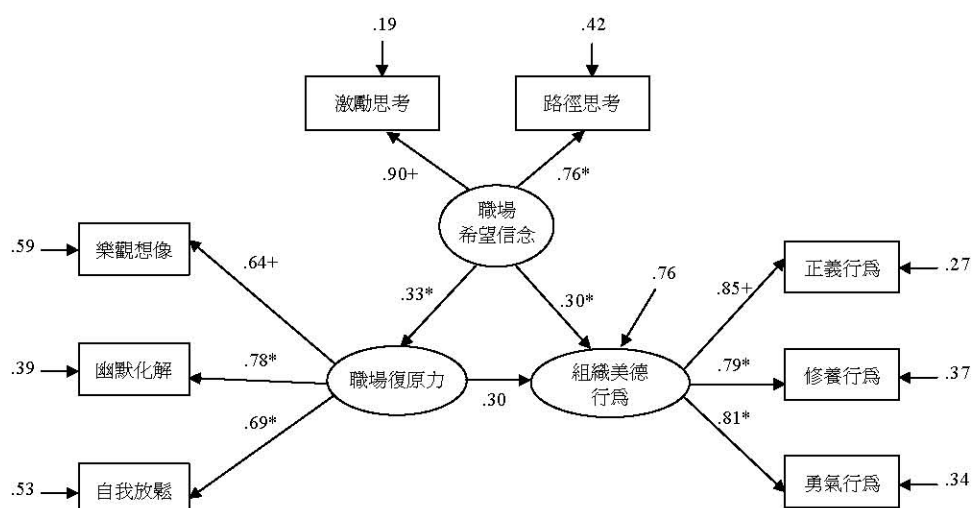 .19
.42
激勵思考
路徑思考
.90+
.76*
職場
希望信念
.59
樂觀想像
.64+
.33*
.30*
.76
.85+
正義行為
.27
.39
幽默化解
.78*
職場復原力
.30
組織美德
行為
.79*
修養行為
.37
.69*
.81*
.53
自我放鬆
勇氣行為
.34